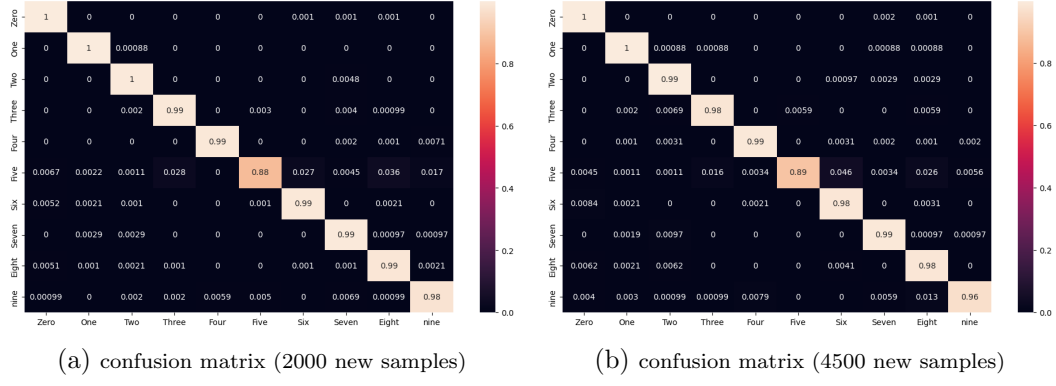 Zero 1 0 0 0 0 0 0.001 0.001 0.001 0
One 0 1 0.00088 0 0 0 0 0 0 0
Two 0 0 1 0 0 0 0 0.0048 0 0
Three 0 0 0.002 0.99 0 0.003 0 0.004 0.00099 0
Four 0 0 0 0 0.99 0 0 0.002 0.001 0.0071
Five 0.0067 0.0022 0.0011 0.028 0 0.88 0.027 0.0045 0.036 0.017
Six 0.0052 0.0021 0.001 0 0 0.001 0.99 0 0.0021 0
Seven 0 0.0029 0.0029 0 0 0 0 0.99 0.00097 0.00097
Eight 0.0051 0.001 0.0021 0.001 0 0 0.001 0.001 0.99 0.0021
nine 0.00099 0 0.002 0.002 0.0059 0.005 0 0.0069 0.00099 0.98
Zero One Two Three Four Five Six Seven Eight nine
0.8
0.6
0.4
0.2
0.0
(a) confusion matrix (2000 new samples)
Zero 1 0 0 0 0 0 0 0.002 0.001 0
One 0 1 0.00088 0.00088 0 0 0 0.00088 0.00088 0
Two 0 0 0.99 0 0 0 0.00097 0.0029 0.0029 0
Three 0 0.002 0.0069 0.98 0 0.0059 0 0 0.0059 0
Four 0 0.001 0.0031 0 0.99 0 0.0031 0.002 0.001 0.002
Five 0.0045 0.0011 0.0011 0.016 0.0034 0.89 0.046 0.0034 0.026 0.0056
Six 0.0084 0.0021 0 0 0.0021 0 0.98 0 0.0031 0
Seven 0 0.0019 0.0097 0 0 0 0 0.99 0.00097 0.00097
Eight 0.0062 0.0021 0.0062 0 0 0 0.0041 0 0.98 0
nine 0.004 0.003 0.00099 0.00099 0.0079 0 0 0.0059 0.013 0.96
Zero One Two Three Four Five Six Seven Eight nine
0.8
0.6
0.4
0.2
0.0
(b) confusion matrix (4500 new samples)